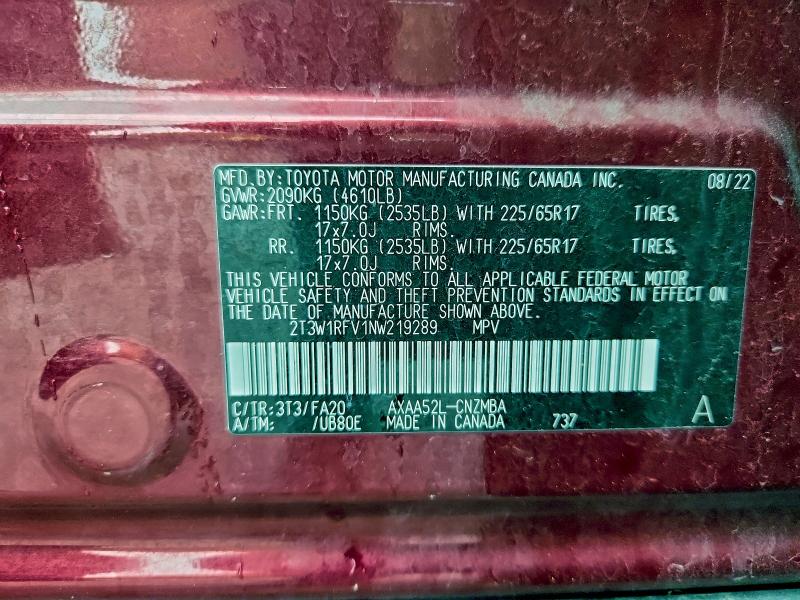 MFD.BY:TOYOTA MOTOR MANUFACTURING CANADA INC. 08/22
GVWR:2090KG (4610LB)
GAWR:FRT. 1150KG (2535LB) WITH 225/65R17 TIRES,
17x7.0J RIMS.
RR. 1150KG (2535LB) WITH 225/65R17 TIRES,
17x7.0J RIMS.
THIS VEHICLE CONFORMS TO ALL APPLICABLE FEDERAL MOTOR
VEHICLE SAFETY AND THEFT PREVENTION STANDARDS IN EFFECT ON
THE DATE OF MANUFACTURE SHOWN ABOVE.
2T3W1RFV1NW219289 MPV
C/TR:3T3/FA20 AXAA52L-CNZMBA
A/TM: /UB80E MADE IN CANADA 737 A